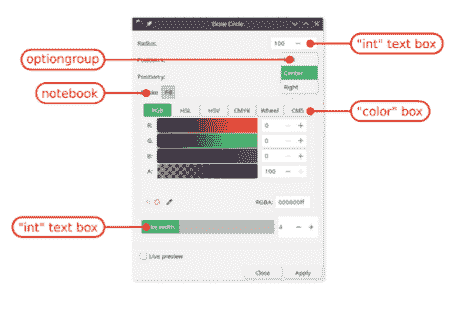 Draw Circle
Radius:
100
"int" text box
optiongroup
Position x:
Center
Position y:
Right
notebook
RGB HSL HSV CMYK Wheel CMS
"color" box
R: 0
G: 0
B: 0
A: 100
RGBA: 000000ff
"int" text box
4
Live preview
Close Apply